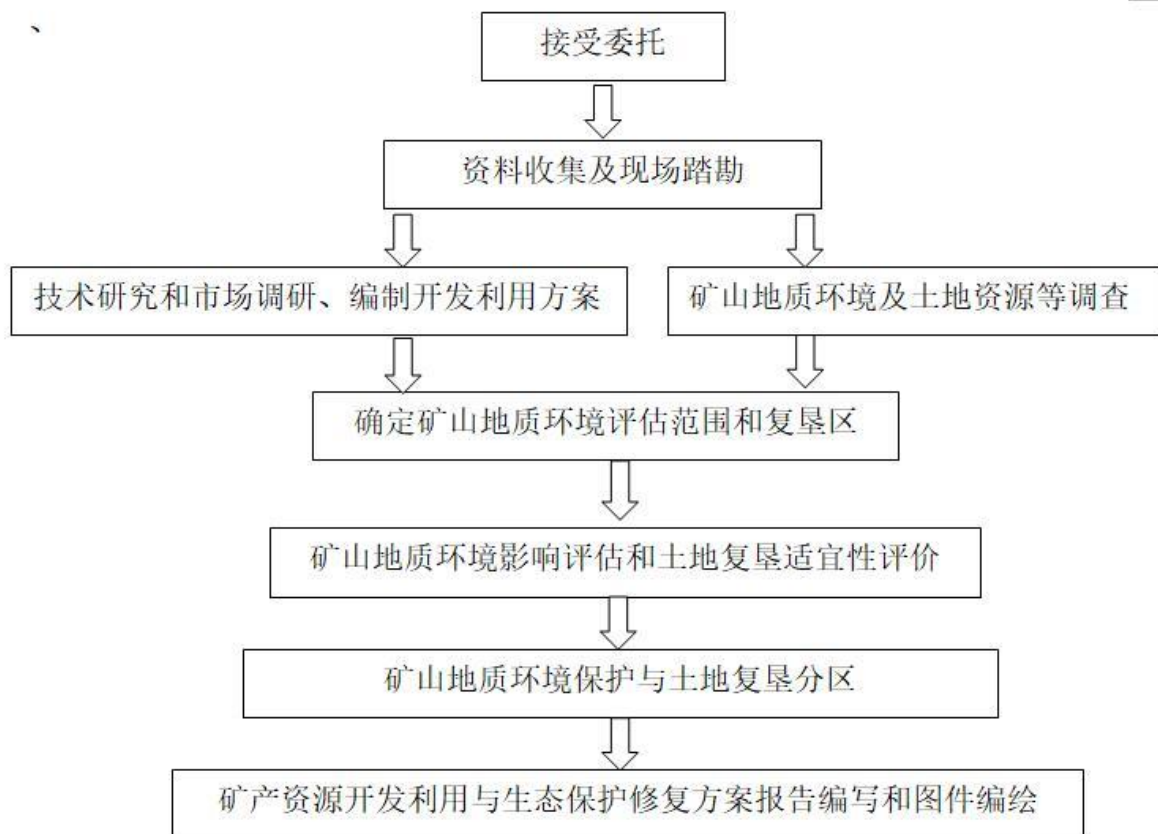 、
接受委托
资料收集及现场踏勘
技术研究和市场调研、编制开发利用方案
矿山地质环境及土地资源等调查
确定矿山地质环境评估范围和复垦区
矿山地质环境影响评估和土地复垦适宜性评价
矿山地质环境保护与土地复垦分区
矿产资源开发利用与生态保护修复方案报告编写和图件编绘